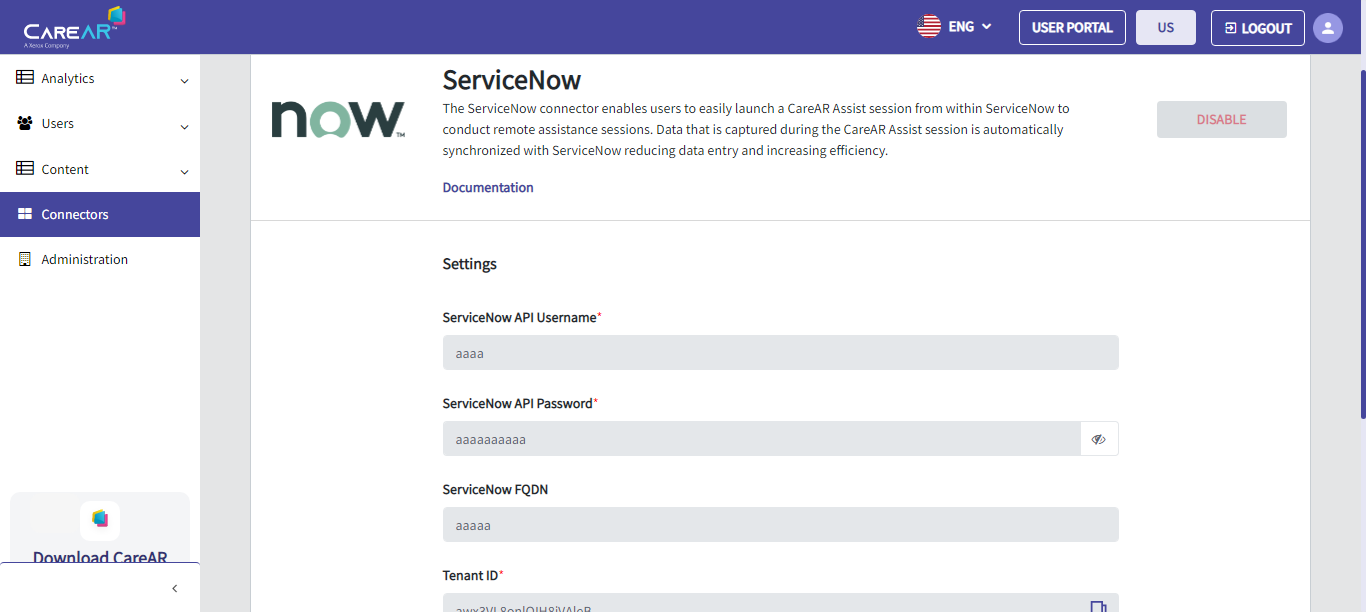 CAREAR™
A Xerox Company
ENG
USER PORTAL
US
LOGOUT
Analytics
Users
Content
Connectors
Administration
Download CareAR
now™
ServiceNow
The ServiceNow connector enables users to easily launch a CareAR Assist session from within ServiceNow to
conduct remote assistance sessions. Data that is captured during the CareAR Assist session is automatically
synchronized with ServiceNow reducing data entry and increasing efficiency.
Documentation
DISABLE
Settings
ServiceNow API Username*
aaaa
ServiceNow API Password*
aaaaaaaaaa
ServiceNow FQDN
aaaaa
Tenant ID*